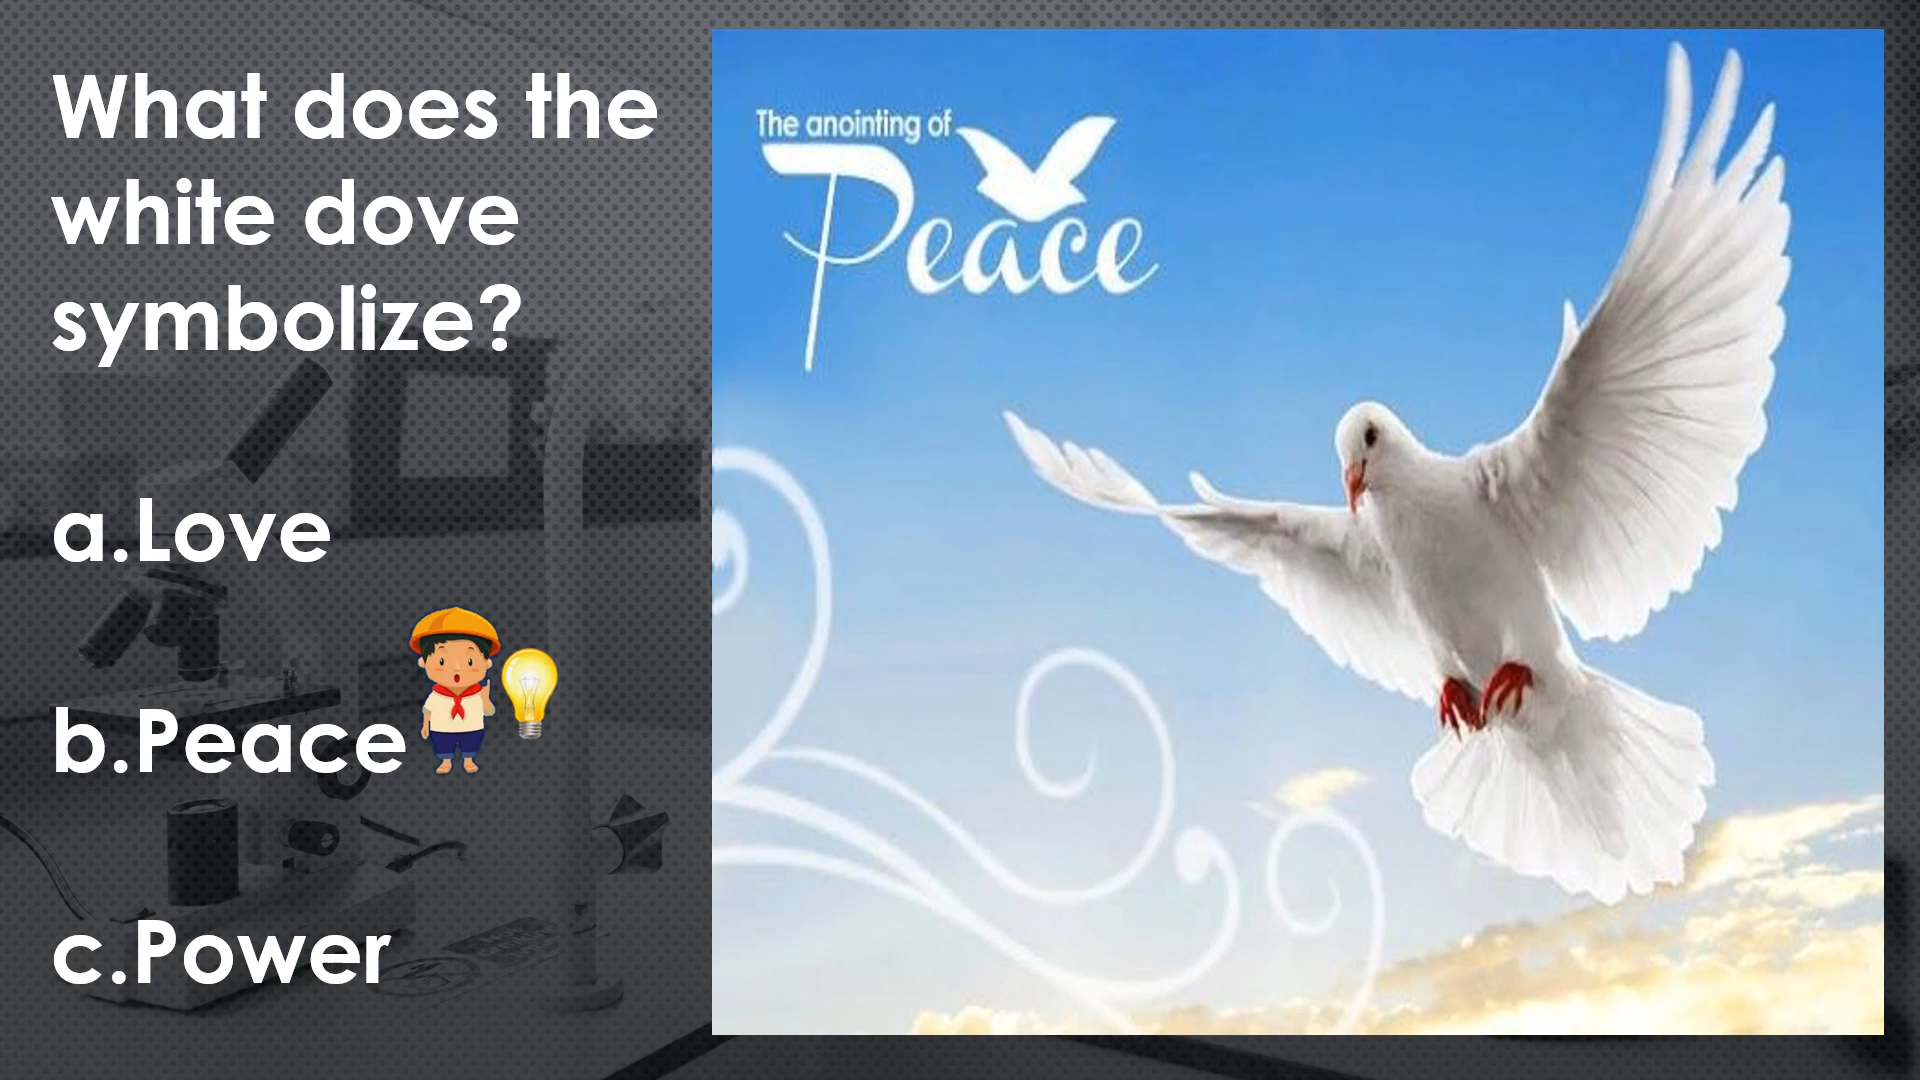 What does the
white dove
symbolize?
a.Love
b.Peace
c.Power
The anointing of
Peace